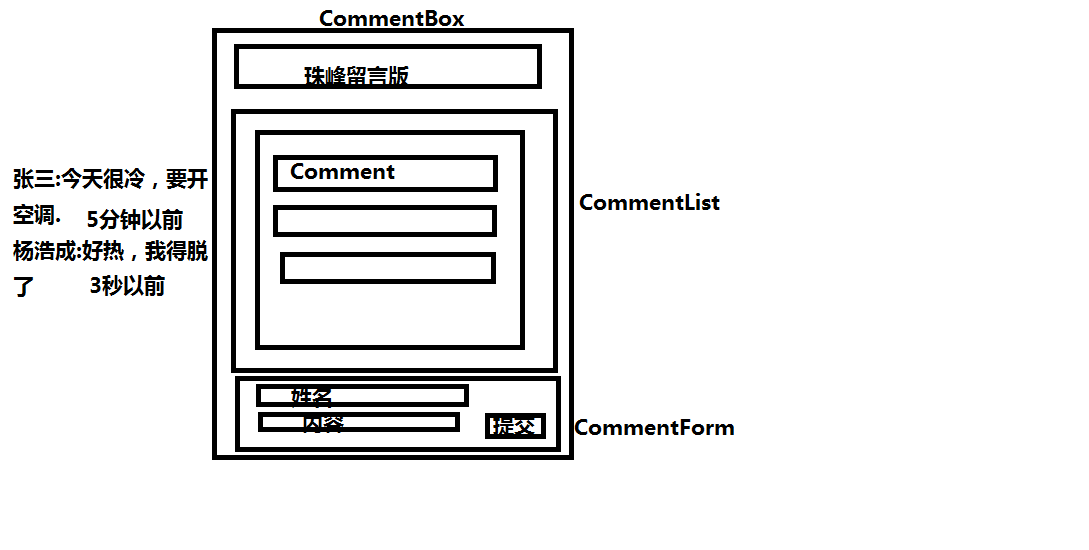 CommentBox
珠峰留言版
Comment
张三:今天很冷，要开
空调. 5分钟以前
杨浩成:好热，我得脱
了 3秒以前
CommentList
姓名
内容
提交
CommentForm